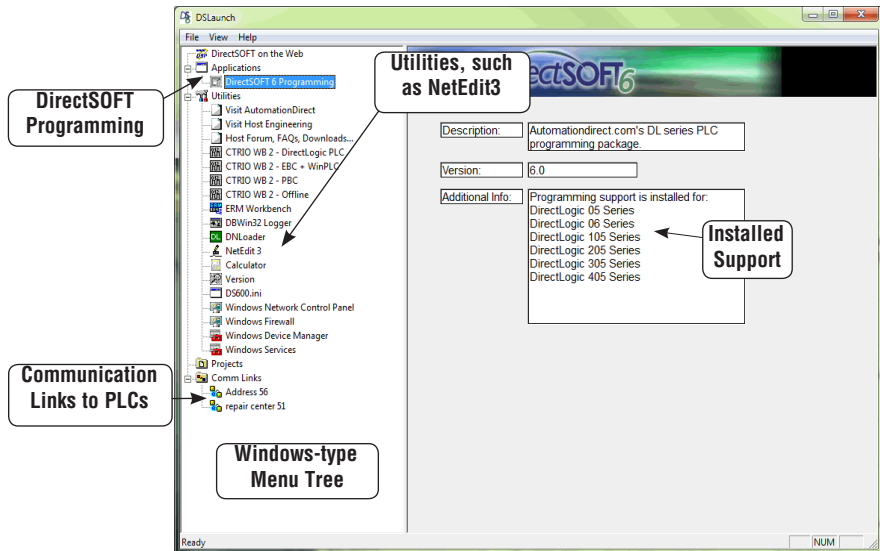 DSLaunch
File View Help
DirectSOFT on the Web
Applications
DirectSOFT 6 Programming
Utilities
Visit AutomationDirect
Visit Host Engineering
Host Forum, FAQs, Downloads...
CTRIO WB 2 - DirectLogic PLC
CTRIO WB 2 - EBC + WinPLC
CTRIO WB 2 - PBC
CTRIO WB 2 - Offline
ERM Workbench
DBWin32 Logger
DL DNLoader
NetEdit 3
Calculator
Version
DS600.ini
Windows Network Control Panel
Windows Firewall
Windows Device Manager
Windows Services
Projects
Comm Links
Address 56
repair center 51
DirectSOFT
Programming
Communication
Links to PLCs
Windows-type
Menu Tree
Utilities, such
as NetEdit3
ectSOFT6
Description:
Automationdirect.com's DL series PLC
programming package.
Version:
6.0
Additional Info:
Programming support is installed for:
DirectLogic 05 Series
DirectLogic 06 Series
DirectLogic 105 Series
DirectLogic 205 Series
DirectLogic 305 Series
DirectLogic 405 Series
Installed
Support
Ready
NUM